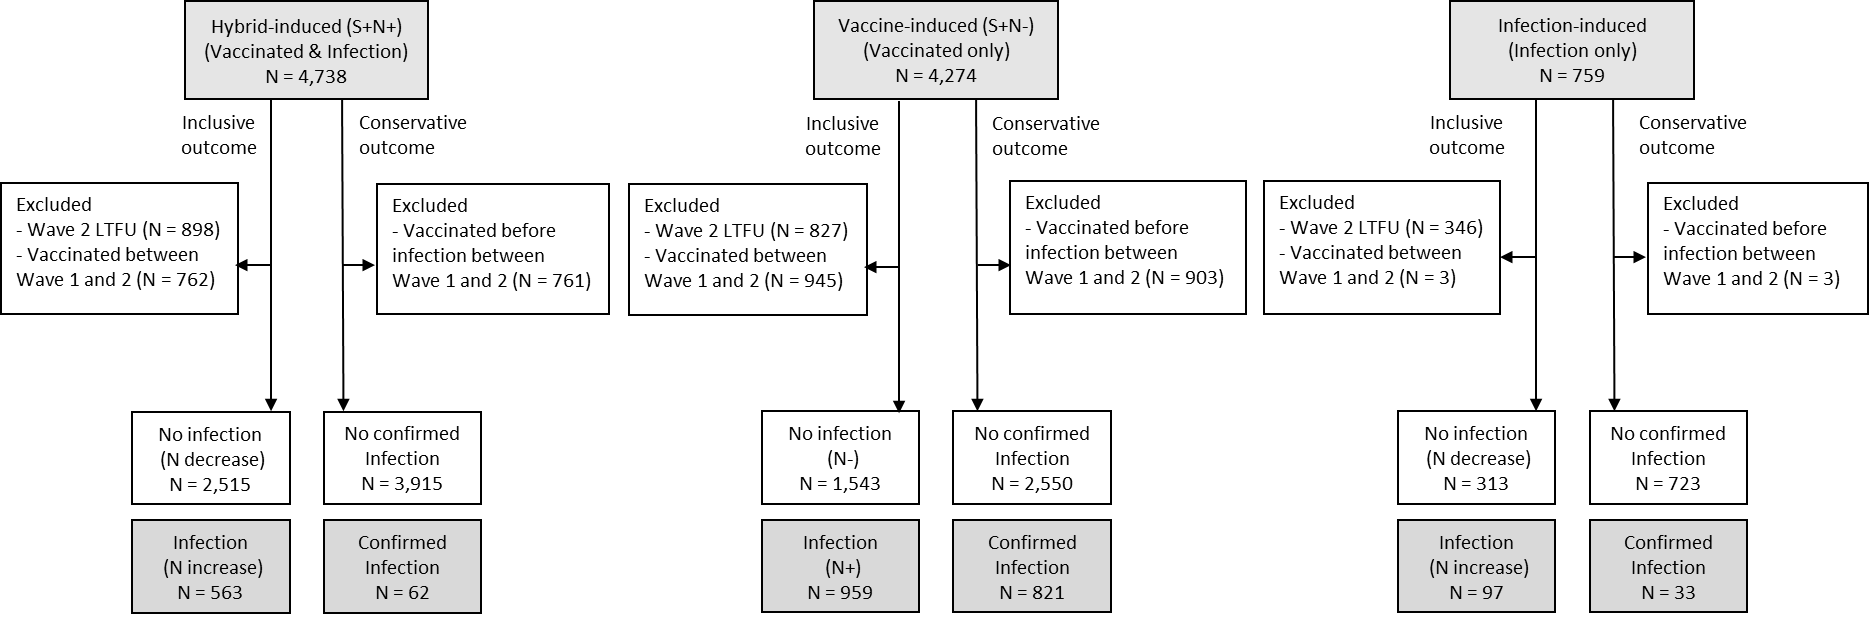 Hybrid-induced (S+N+)
(Vaccinated & Infection)
N = 4,738
Inclusive
outcome
Conservative
outcome
Excluded
- Wave 2 LTFU (N = 898)
- Vaccinated between
Wave 1 and 2 (N = 762)
Excluded
- Vaccinated before
infection between
Wave 1 and 2 (N = 761)
No infection
(N decrease)
N = 2,515
No confirmed
Infection
N = 3,915
Infection
(N increase)
N = 563
Confirmed
Infection
N = 62
Vaccine-induced (S+N-)
(Vaccinated only)
N = 4,274
Inclusive
outcome
Conservative
outcome
Excluded
- Wave 2 LTFU (N = 827)
- Vaccinated between
Wave 1 and 2 (N = 945)
Excluded
- Vaccinated before
infection between
Wave 1 and 2 (N = 903)
No infection
(N-)
N = 1,543
No confirmed
Infection
N = 2,550
Infection
(N+)
N = 959
Confirmed
Infection
N = 821
Infection-induced
(Infection only)
N = 759
Inclusive
outcome
Conservative
outcome
Excluded
- Wave 2 LTFU (N = 346)
- Vaccinated between
Wave 1 and 2 (N = 3)
Excluded
- Vaccinated before
infection between
Wave 1 and 2 (N = 3)
No infection
(N decrease)
N = 313
No confirmed
Infection
N = 723
Infection
(N increase)
N = 97
Confirmed
Infection
N = 33